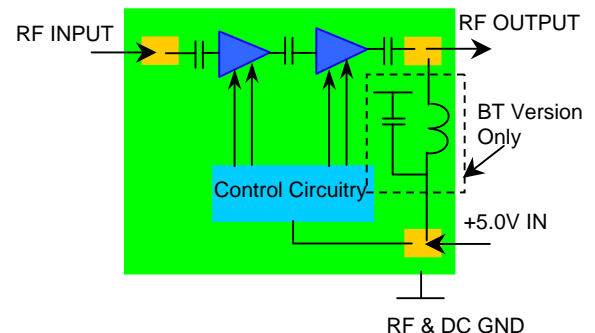 RF INPUT
RF OUTPUT
BT Version
Only
Control Circuitry
+5.0V IN
RF & DC GND